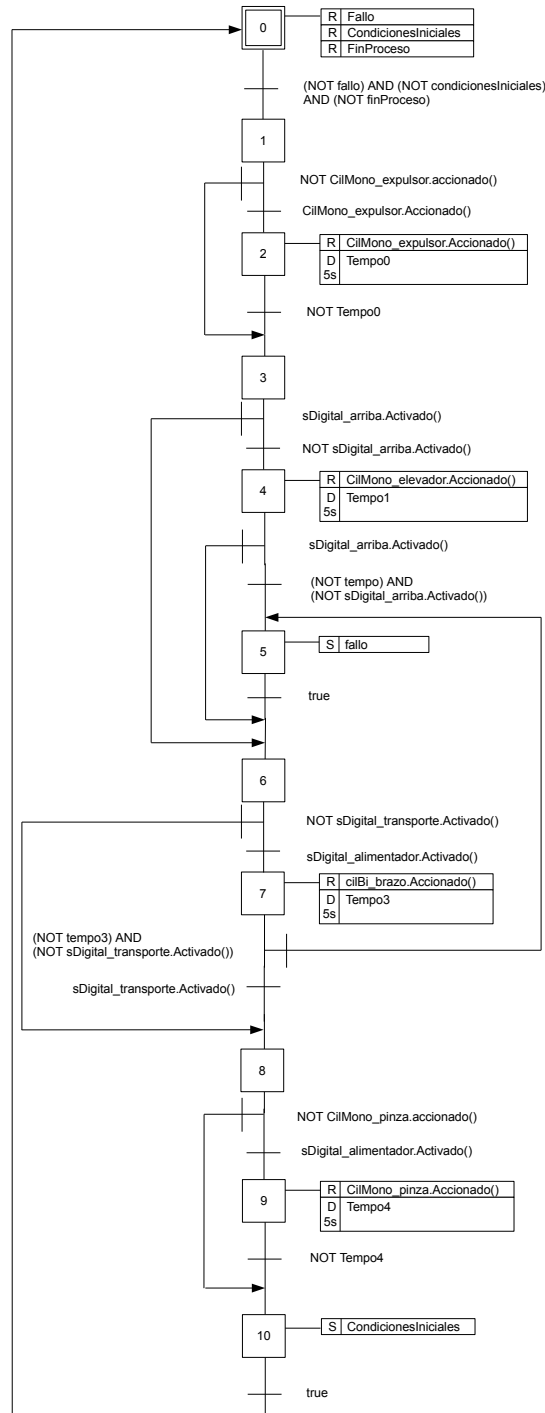 0
R Fallo
R CondicionesIniciales
R FinProceso
(NOT fallo) AND (NOT condicionesIniciales)
AND (NOT finProceso)
1
NOT CilMono_expulsor.accionado()
CilMono_expulsor.Accionado()
2
R CilMono_expulsor.Accionado()
D Tempo0
5s
NOT Tempo0
3
sDigital_arriba.Activado()
NOT sDigital_arriba.Activado()
4
R CilMono_elevador.Accionado()
D Tempo1
5s
sDigital_arriba.Activado()
(NOT tempo) AND
(NOT sDigital_arriba.Activado())
5
S fallo
true
6
NOT sDigital_transporte.Activado()
sDigital_alimentador.Activado()
7
R cilBi_brazo.Accionado()
D Tempo3
5s
(NOT tempo3) AND
(NOT sDigital_transporte.Activado())
sDigital_transporte.Activado()
8
NOT CilMono_pinza.accionado()
sDigital_alimentador.Activado()
9
R CilMono_pinza.Accionado()
D Tempo4
5s
NOT Tempo4
10
S CondicionesIniciales
true